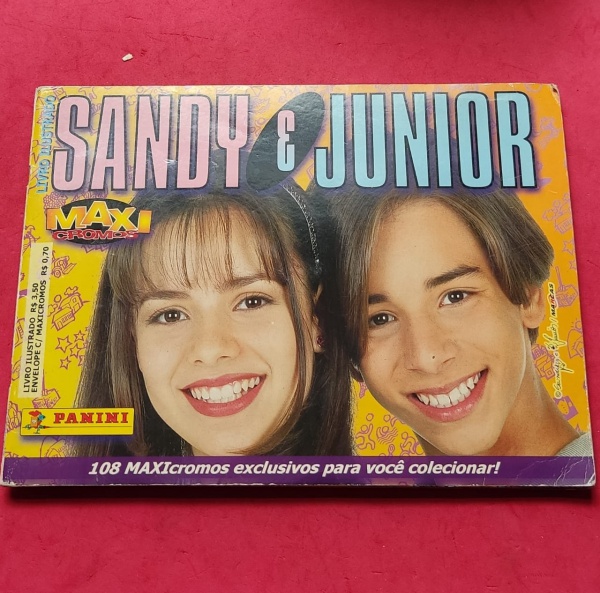 LIVRO ILUSTRADO
SANDY & JUNIOR
MAXI
CROMOS
LIVRO ILUSTRADO R$ 3,50
ENVELOPE C/ MAXICROMOS R$ 0,70
PANINI
108 MAXIcromos exclusivos para você colecionar!